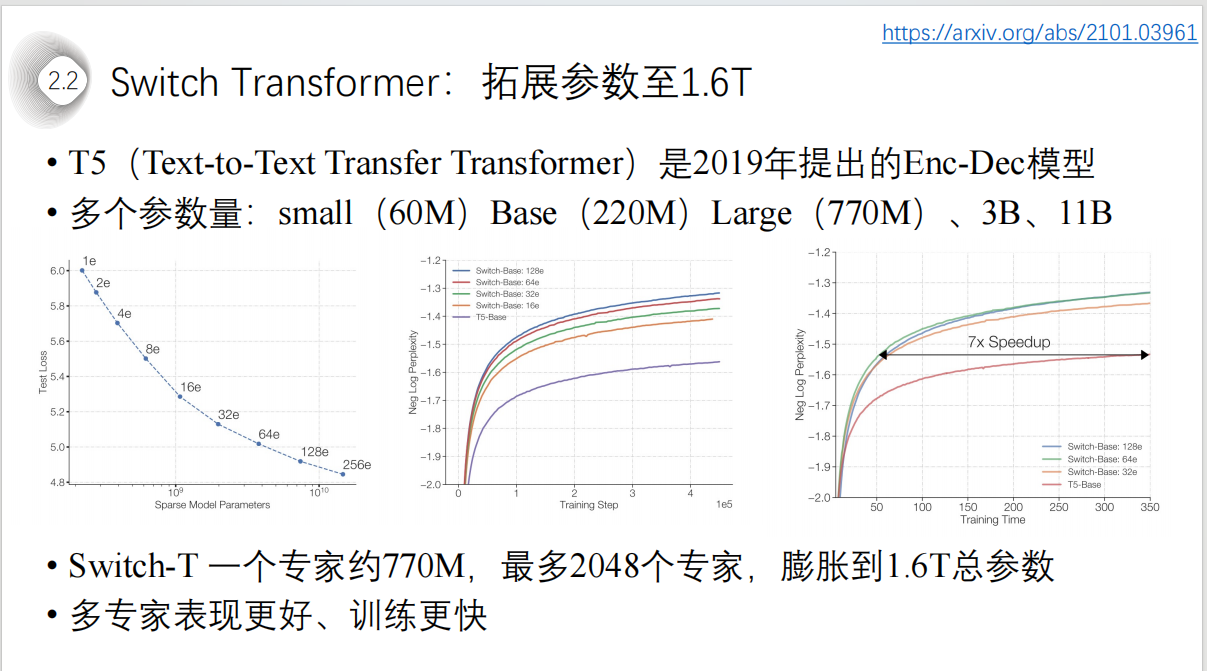 https://arxiv.org/abs/2101.03961
2.2
Switch Transformer：拓展参数至1.6T
• T5（Text-to-Text Transfer Transformer）是2019年提出的Enc-Dec模型
• 多个参数量：small（60M）Base（220M）Large（770M）、3B、11B
6.0
5.8
5.6
5.4
5.2
5.0
4.8
Test Loss
1e
2e
4e
8e
16e
32e
64e
128e
256e
10⁹
10¹⁰
Sparse Model Parameters
−1.2
−1.3
−1.4
−1.5
−1.6
−1.7
−1.8
−1.9
−2.0
Neg Log Perplexity
Switch-Base: 128e
Switch-Base: 64e
Switch-Base: 32e
Switch-Base: 16e
T5-Base
0
1
2
3
4
1e5
Training Step
−1.2
−1.3
−1.4
−1.5
−1.6
−1.7
−1.8
−1.9
−2.0
Neg Log Perplexity
7x Speedup
Switch-Base: 128e
Switch-Base: 64e
Switch-Base: 32e
T5-Base
50
100
150
200
250
300
350
Training Time
• Switch-T 一个专家约770M，最多2048个专家，膨胀到1.6T总参数
• 多专家表现更好、训练更快